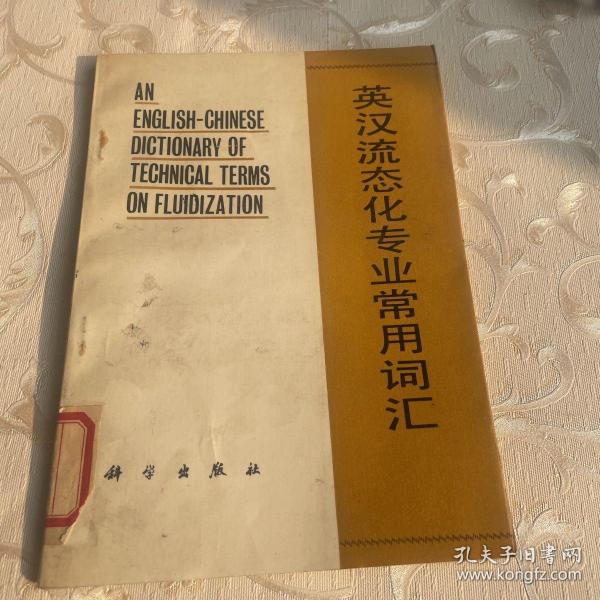 AN
ENGLISH-CHINESE
DICTIONARY OF
TECHNICAL TERMS
ON FLUIDIZATION
英汉流态化专业常用词汇
科学出版社
孔夫子旧书网
www.kongfz.com